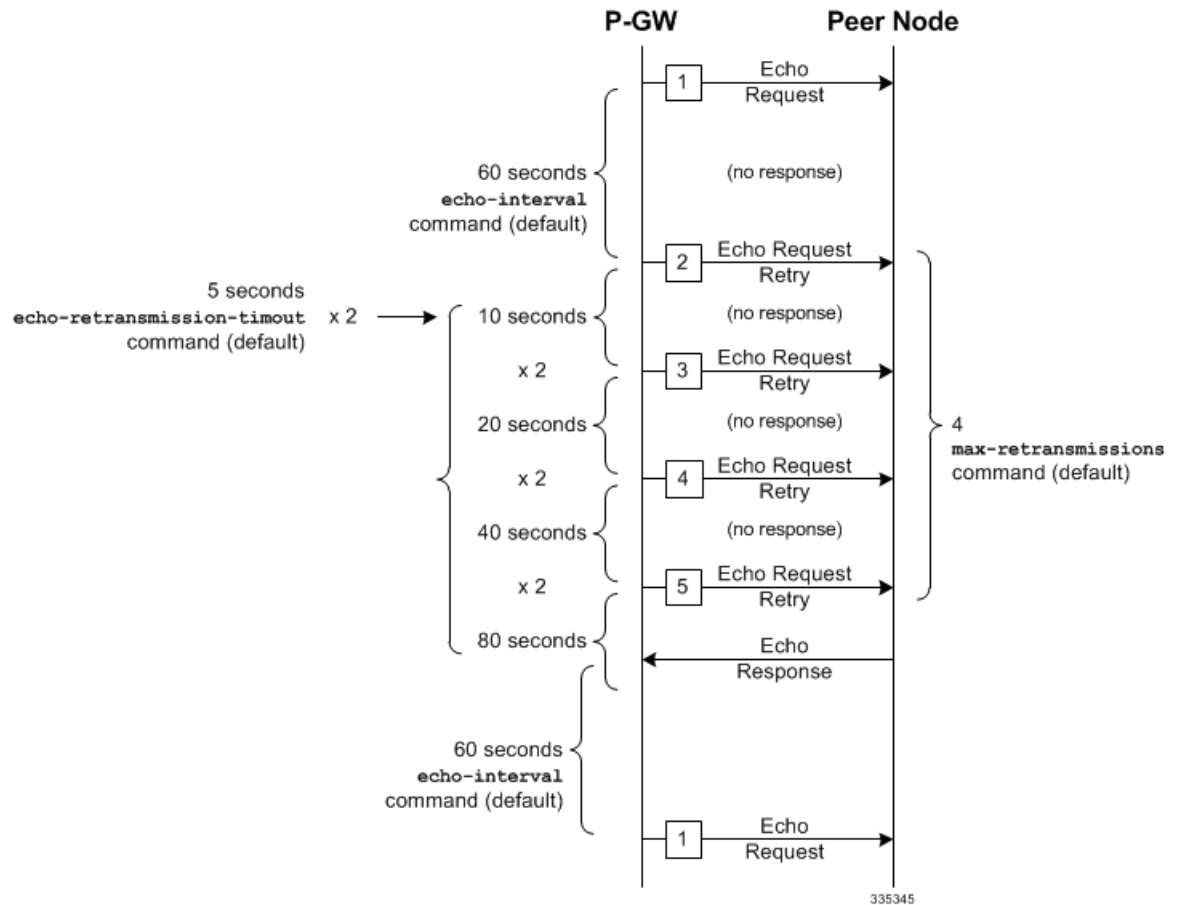 P-GW
Peer Node
1
Echo
Request
60 seconds
echo-interval
command (default)
(no response)
2
Echo Request
Retry
5 seconds
echo-retransmission-timout
command (default)
x 2
10 seconds
(no response)
x 2
3
Echo Request
Retry
20 seconds
(no response)
4
max-retransmissions
command (default)
x 2
4
Echo Request
Retry
40 seconds
(no response)
x 2
5
Echo Request
Retry
80 seconds
Echo
Response
60 seconds
echo-interval
command (default)
1
Echo
Request
335345